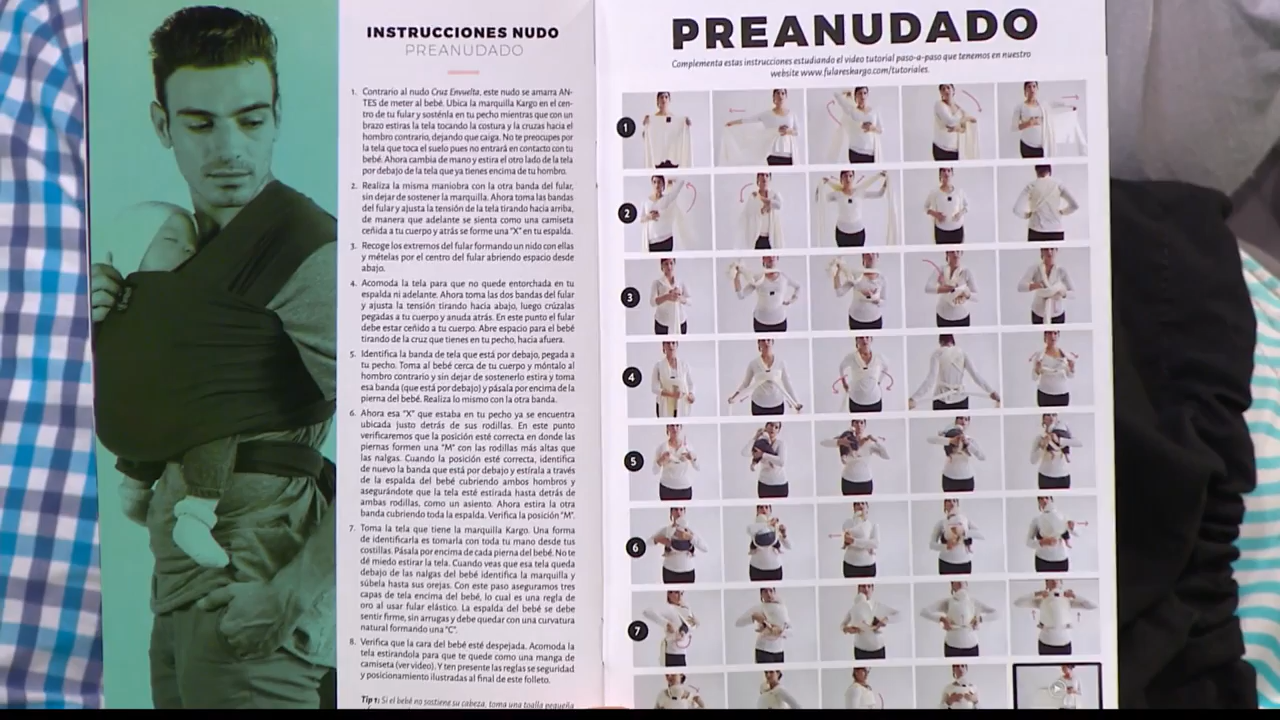 INSTRUCCIONES NUDO
PREANUDADO
1. Contrario al nudo Cruz Envuelta, este nudo se amarra AN-
TES de meter al bebé. Ubica la marquilla Kargo en el cen-
tro de tu fular y sosténla en tu pecho mientras que con un
brazo estiras la tela tocando la costura y la cruzas hacia el
hombro contrario, dejando que caiga. No te preocupes por
la tela que toca el suelo pues no entrará en contacto con tu
bebé. Ahora cambia de mano y estira el otro lado de la tela
por debajo de la tela que ya tienes encima de tu hombro.
2. Realiza la misma maniobra con la otra banda del fular,
sin dejar de sostener la marquilla. Ahora toma las bandas
del fular y ajusta la tensión de la tela tirando hacia arriba,
de manera que adelante se sienta como una camiseta
ceñida a tu cuerpo y atrás se forme una "X" en tu espalda.
3. Recoge los extremos del fular formando un nido con ellas
y mételas por el centro del fular abriendo espacio desde
abajo.
4. Acomoda la tela para que no quede entorchada en tu
espalda ni adelante. Ahora toma las dos bandas del fular
y ajusta la tensión tirando hacia abajo, luego crúzalas
pegadas a tu cuerpo y anuda atrás. En este punto el fular
debe estar ceñido a tu cuerpo. Abre espacio para el bebé
tirando de la cruz que tienes en tu pecho, hacia afuera.
5. Identifica la banda de tela que está por debajo, pegada a
tu pecho. Toma al bebé cerca de tu cuerpo y móntalo al
hombro contrario y sin dejar de sostenerlo estira y toma
esa banda (que está por debajo) y pásala por encima de la
pierna del bebé. Realiza lo mismo con la otra banda.
6. Ahora esa "X" que estaba en tu pecho ya se encuentra
ubicada justo detrás de sus rodillas. En este punto
verificaremos que la posición esté correcta en donde las
piernas formen una "M" con las rodillas más altas que
las nalgas. Cuando la posición esté correcta, identifica
de nuevo la banda que está por debajo y estírala a través
de la espalda del bebé cubriendo ambos hombros y
asegurándote que la tela esté estirada hasta detrás de
ambas rodillas, como un asiento. Ahora estira la otra
banda cubriendo toda la espalda. Verifica la posición "M".
7. Toma la tela que tiene la marquilla Kargo. Una forma
de identificarla es tomarla con toda tu mano desde tus
costillas. Pásala por encima de cada pierna del bebé. No te
dé miedo estirar la tela. Cuando veas que esa tela queda
debajo de las nalgas del bebé identifica la marquilla y
súbela hasta sus orejas. Con este paso aseguramos tres
capas de tela encima del bebé, lo cual es una regla de
oro al usar fular elástico. La espalda del bebé se debe
sentir firme, sin arrugas y debe quedar con una curvatura
natural formando una "C".
8. Verifica que la cara del bebé esté despejada. Acomoda la
tela estirandola para que te quede como una manga de
camiseta (ver video). Y ten presente las reglas se seguridad
y posicionamiento ilustradas al final de este folleto.
Tip 1: Si el bebé no sostiene su cabeza, toma una toalla pequeña
PREANUDADO
Complementa estas instrucciones estudiando el video tutorial paso-a-paso que tenemos en nuestro
website www.fulareskargo.com/tutoriales.
1
2
3
4
5
6
7